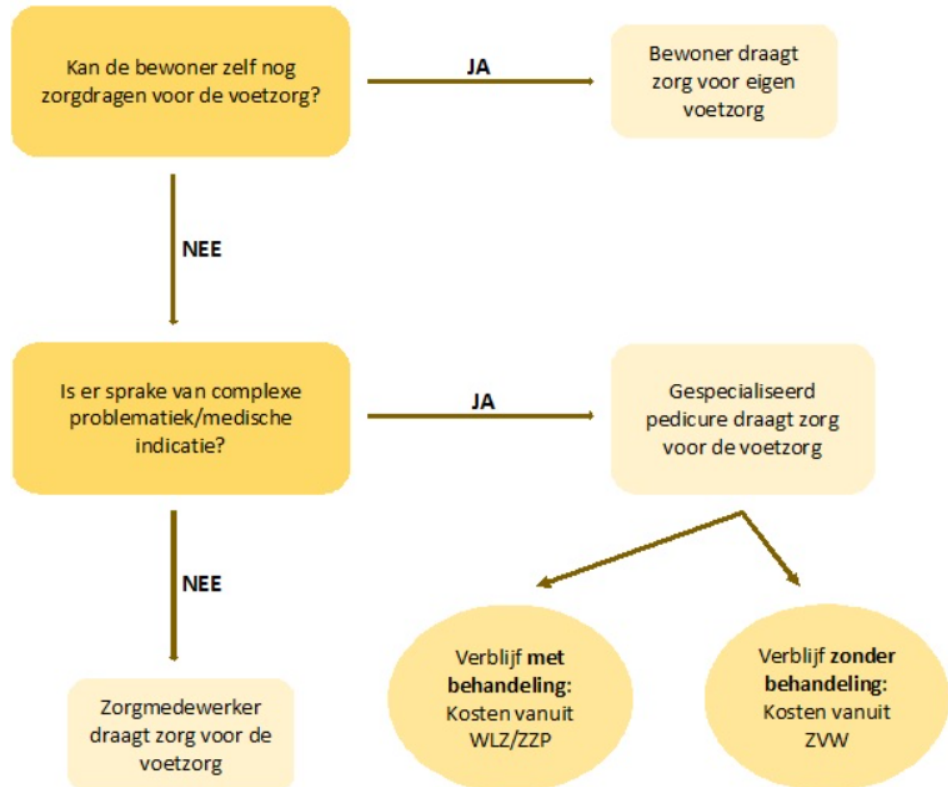 Kan de bewoner zelf nog
zorgdragen voor de voetzorg?
JA
Bewoner draagt
zorg voor eigen
voetzorg
NEE
Is er sprake van complexe
problematiek/medische
indicatie?
JA
Gespecialiseerd
pedicure draagt zorg
voor de voetzorg
NEE
Zorgmedewerker
draagt zorg voor de
voetzorg
Verblijf met
behandeling:
Kosten vanuit
WLZ/ZZP
Verblijf zonder
behandeling:
Kosten vanuit
ZVW